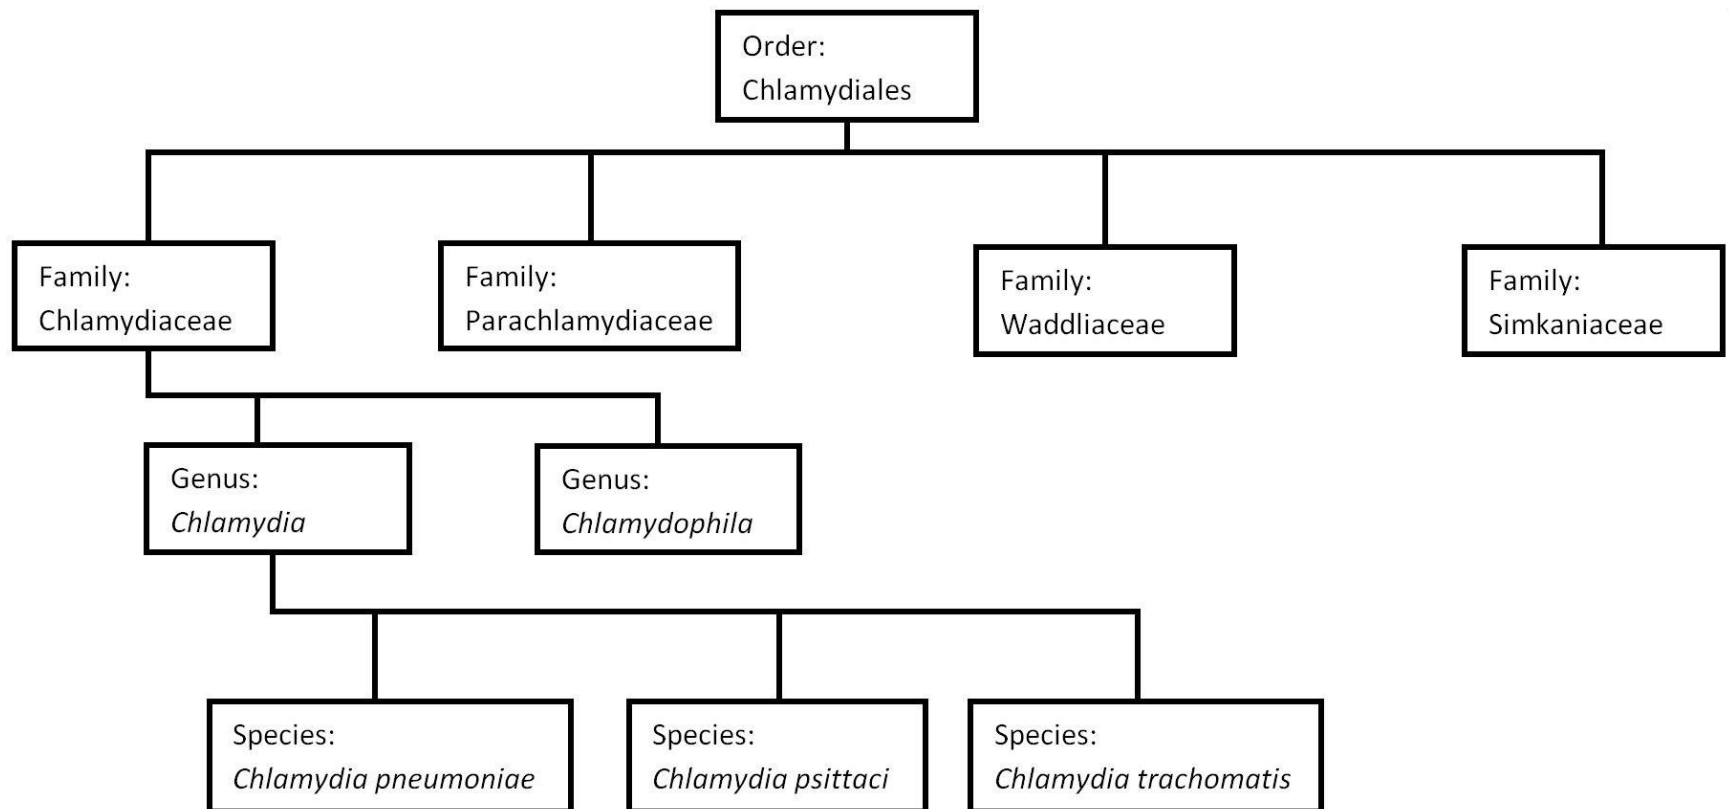 Order:
Chlamydiales
Family:
Chlamydiaceae
Family:
Parachlamydiaceae
Family:
Waddliaceae
Family:
Simkaniaceae
Genus:
Chlamydia
Genus:
Chlamydophila
Species:
Chlamydia pneumoniae
Species:
Chlamydia psittaci
Species:
Chlamydia trachomatis